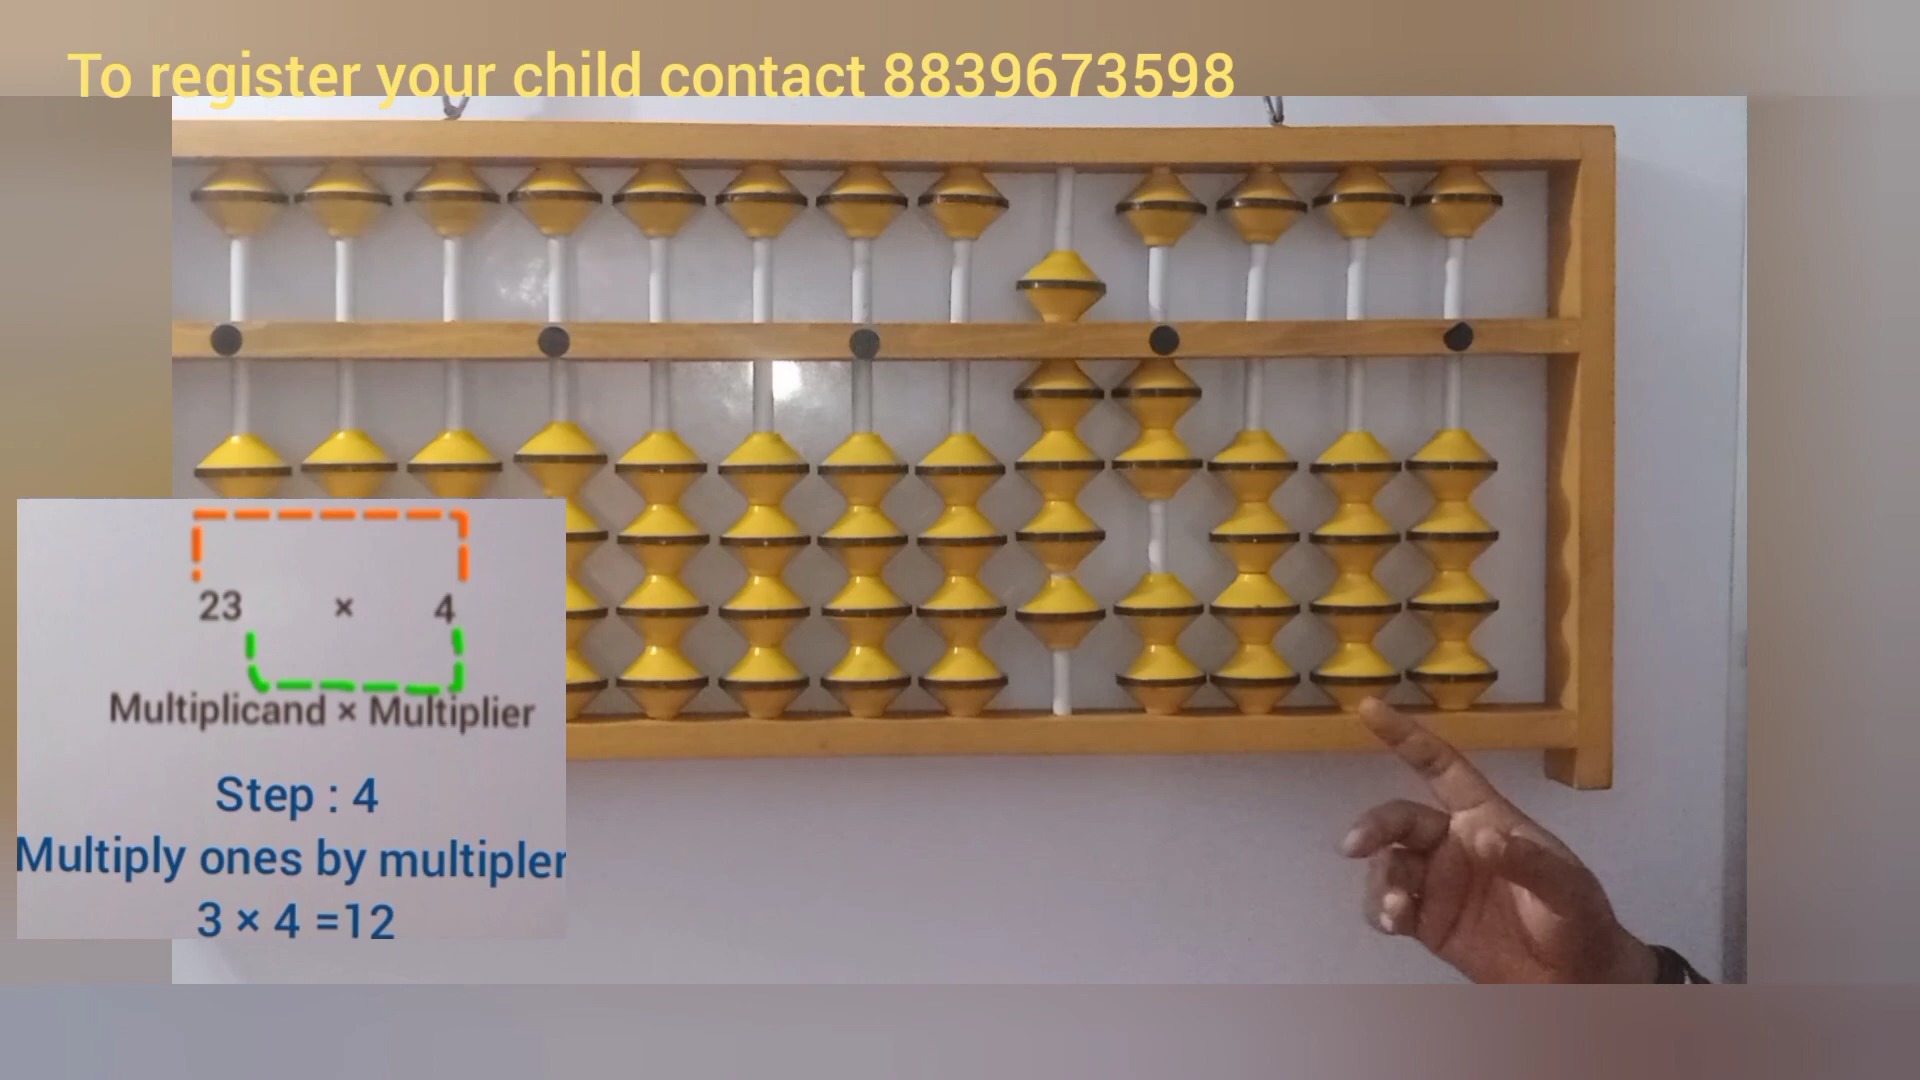 To register your child contact 8839673598
23 × 4
Multiplicand × Multiplier
Step : 4
Multiply ones by multipler
3 × 4 =12